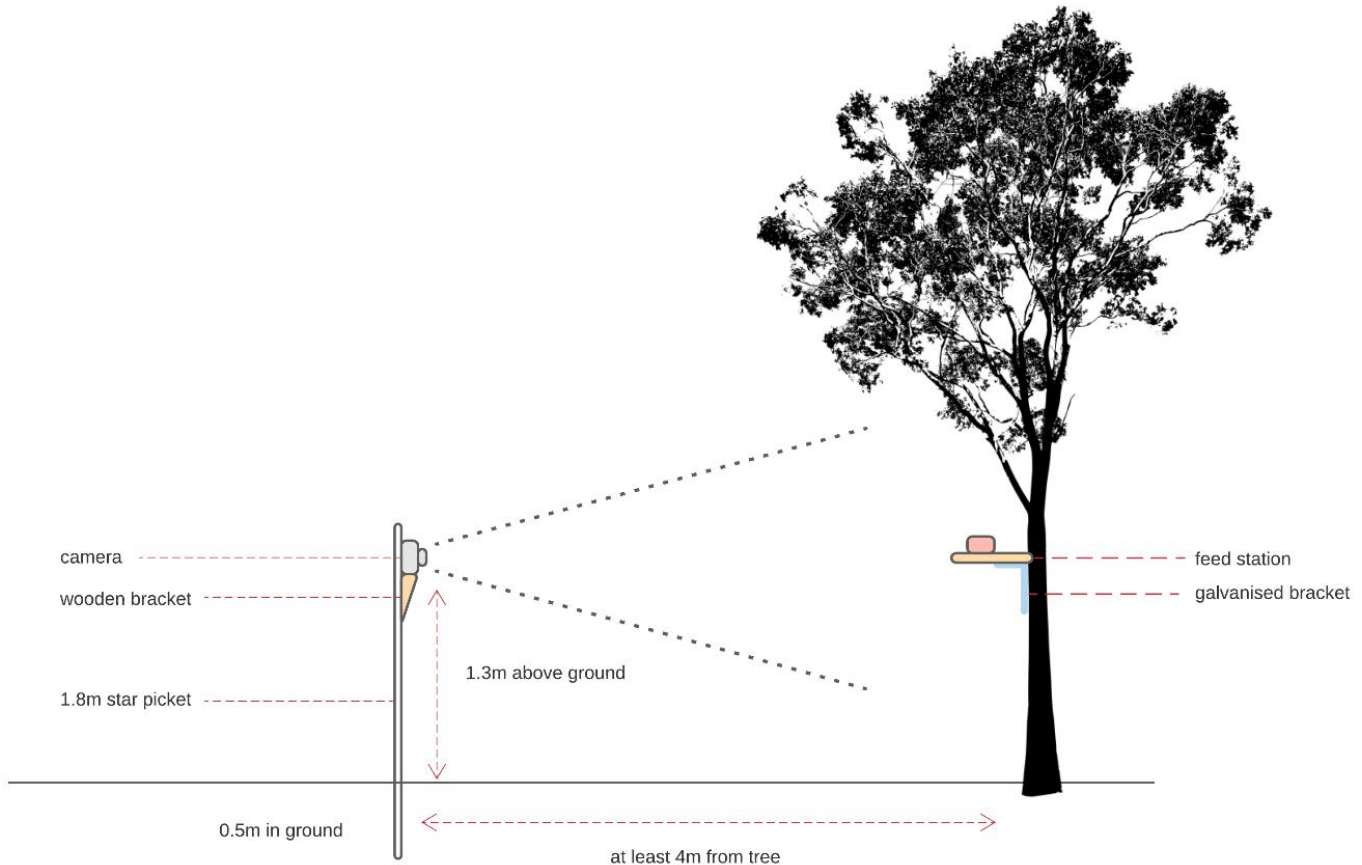 camera
feed station
wooden bracket
galvanised bracket
1.3m above ground
1.8m star picket
0.5m in ground
at least 4m from tree